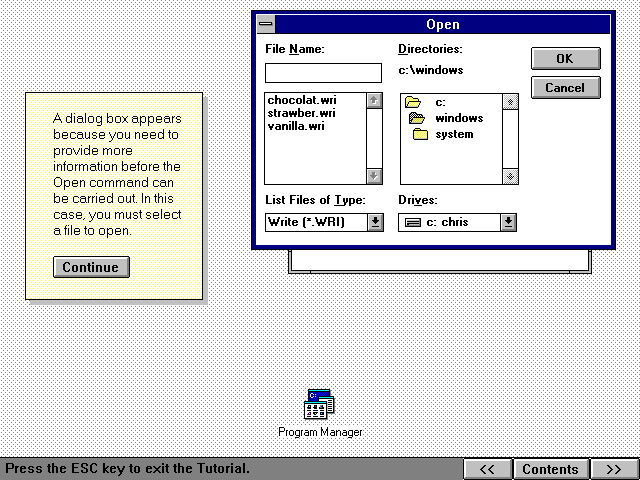 Open
File Name:
Directories:
c:\windows
OK
Cancel
chocolat.wri
strawber.wri
vanilla.wri
c:
windows
system
List Files of Type:
Write (*.WRI)
Drives:
c: chris
A dialog box appears
because you need to
provide more
information before the
Open command can
be carried out. In this
case, you must select
a file to open.
Continue
Program Manager
Press the ESC key to exit the Tutorial.
<<
Contents
>>